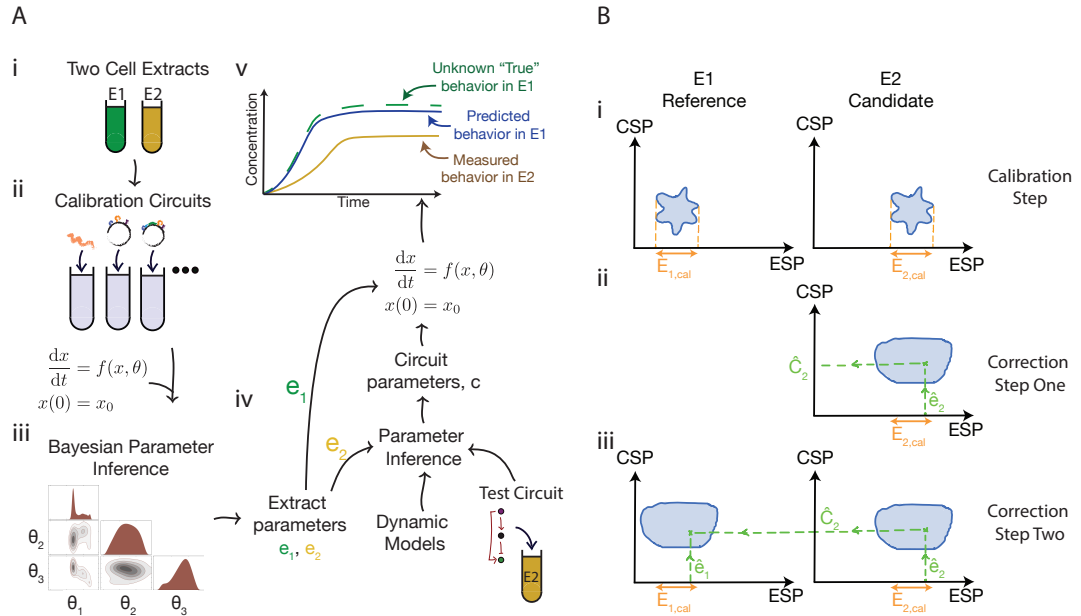 A
i
Two Cell Extracts
E1 E2
ii
Calibration Circuits
dx/dt = f(x, θ)
x(0) = x₀
iii
Bayesian Parameter
Inference
θ₂
θ₃
θ₁ θ₂ θ₃
iv
Extract
parameters
e₁, e₂
e₁
e₂
Dynamic
Models
Test Circuit
E2
Parameter
Inference
Circuit
parameters, c
dx/dt = f(x, θ)
x(0) = x₀
v
Concentration
Time
Unknown “True”
behavior in E1
Predicted
behavior in E1
Measured
behavior in E2
B
E1
Reference
E2
Candidate
i
CSP
E₁,cal
CSP
E₂,cal
ESP
Calibration
Step
ii
CSP
Ĉ₂
ê₂
E₂,cal
ESP
Correction
Step One
iii
CSP
ê₁
E₁,cal
CSP
Ĉ₂
ê₂
E₂,cal
ESP
Correction
Step Two